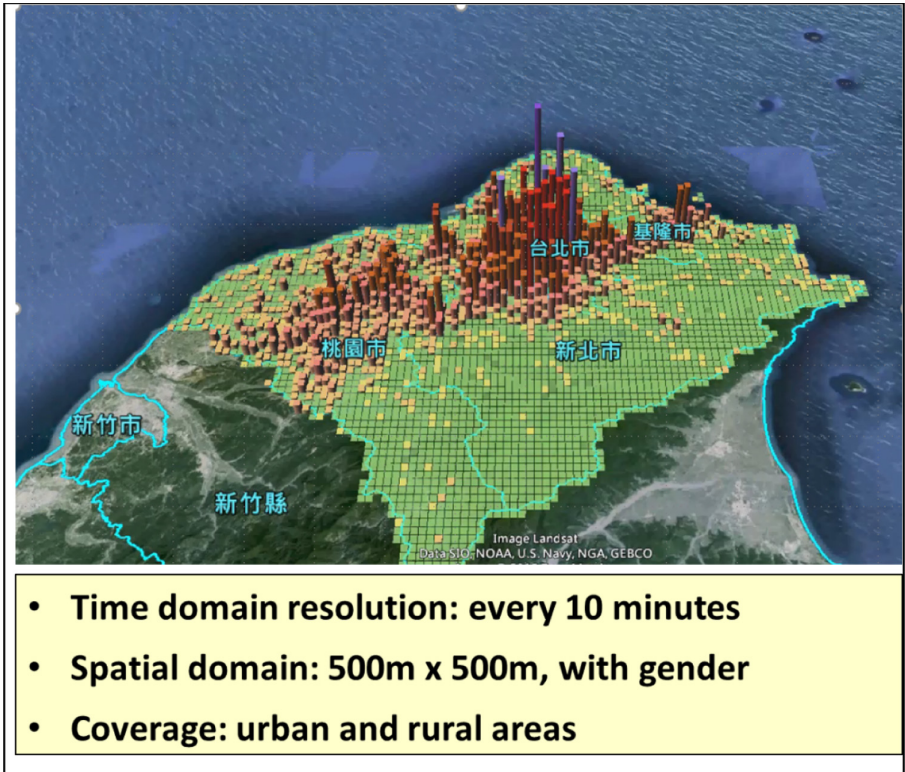 基隆市
台北市
桃園市
新北市
新竹市
新竹縣
Image Landsat
Data SIO, NOAA, U.S. Navy, NGA, GEBCO
• Time domain resolution: every 10 minutes
• Spatial domain: 500m x 500m, with gender
• Coverage: urban and rural areas